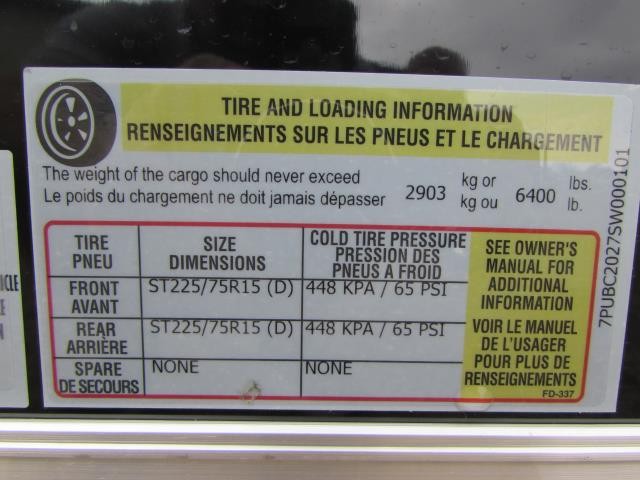 TIRE AND LOADING INFORMATION
RENSEIGNEMENTS SUR LES PNEUS ET LE CHARGEMENT
The weight of the cargo should never exceed
Le poids du chargement ne doit jamais dépasser
2903 kg or
kg ou
6400 lbs.
lb.
TIRE
PNEU
SIZE
DIMENSIONS
COLD TIRE PRESSURE
PRESSION DES
PNEUS A FROID
FRONT
AVANT
ST225/75R15 (D)
448 KPA / 65 PSI
REAR
ARRIÈRE
ST225/75R15 (D)
448 KPA / 65 PSI
SPARE
DE SECOURS
NONE
NONE
SEE OWNER'S
MANUAL FOR
ADDITIONAL
INFORMATION
VOIR LE MANUEL
DE L'USAGER
POUR PLUS DE
RENSEIGNEMENTS
FD-337
7PUBC2027SW000101